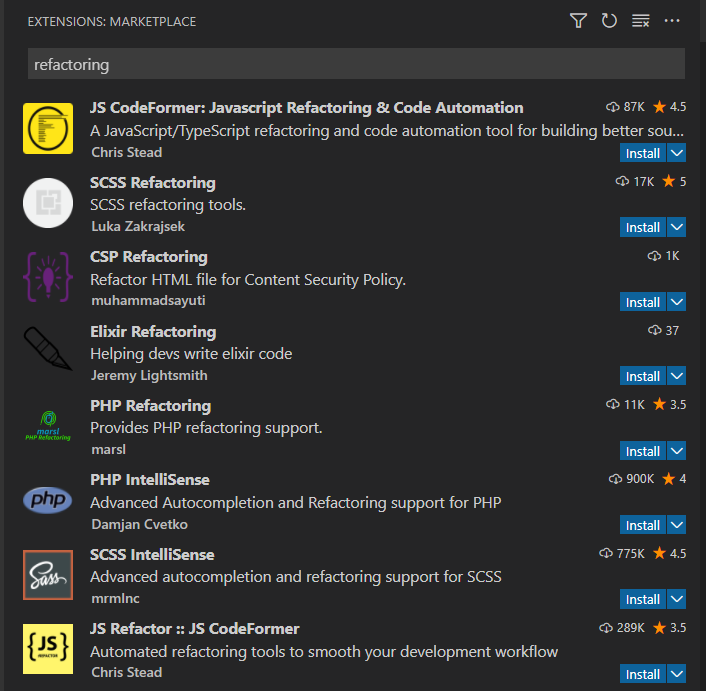 EXTENSIONS: MARKETPLACE
refactoring
JS CodeFormer: Javascript Refactoring & Code Automation 87K 4.5
A JavaScript/TypeScript refactoring and code automation tool for building better sou...
Chris Stead Install
SCSS Refactoring 17K 5
SCSS refactoring tools.
Luka Zakrajsek Install
CSP Refactoring 1K
Refactor HTML file for Content Security Policy.
muhammadsayuti Install
Elixir Refactoring 37
Helping devs write elixir code
Jeremy Lightsmith Install
PHP Refactoring 11K 3.5
marsl
PHP Refactoring
Provides PHP refactoring support.
marsl Install
PHP IntelliSense 900K 4
php
Advanced Autocompletion and Refactoring support for PHP
Damjan Cvetko Install
SCSS IntelliSense 775K 4.5
Sass
Advanced autocompletion and refactoring support for SCSS
mrmlnc Install
JS Refactor :: JS CodeFormer 289K 3.5
{JS}
REFACTOR
Automated refactoring tools to smooth your development workflow
Chris Stead Install